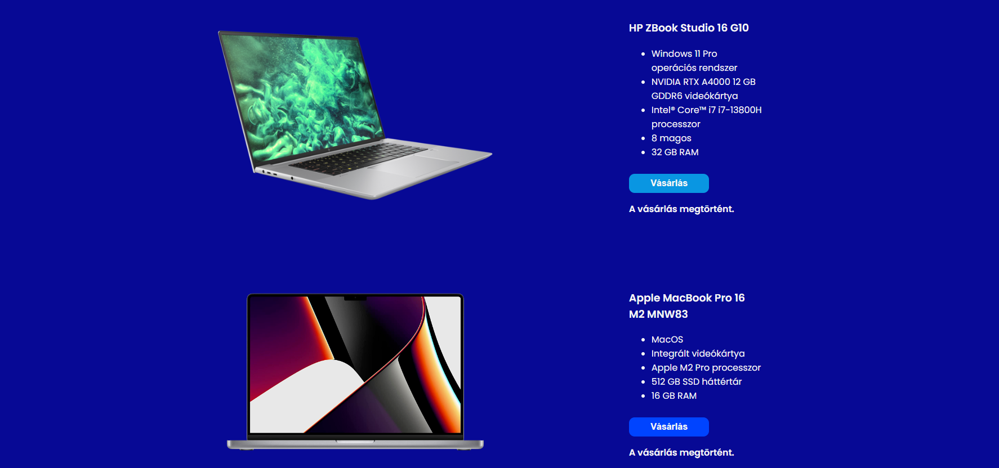 HP ZBook Studio 16 G10
Windows 11 Pro
operációs rendszer
NVIDIA RTX A4000 12 GB
GDDR6 videókártya
Intel® Core™ i7 i7-13800H
processzor
8 magos
32 GB RAM
Vásárlás
A vásárlás megtörtént.
Apple MacBook Pro 16
M2 MNW83
MacOS
Integrált videókártya
Apple M2 Pro processzor
512 GB SSD háttértár
16 GB RAM
Vásárlás
A vásárlás megtörtént.